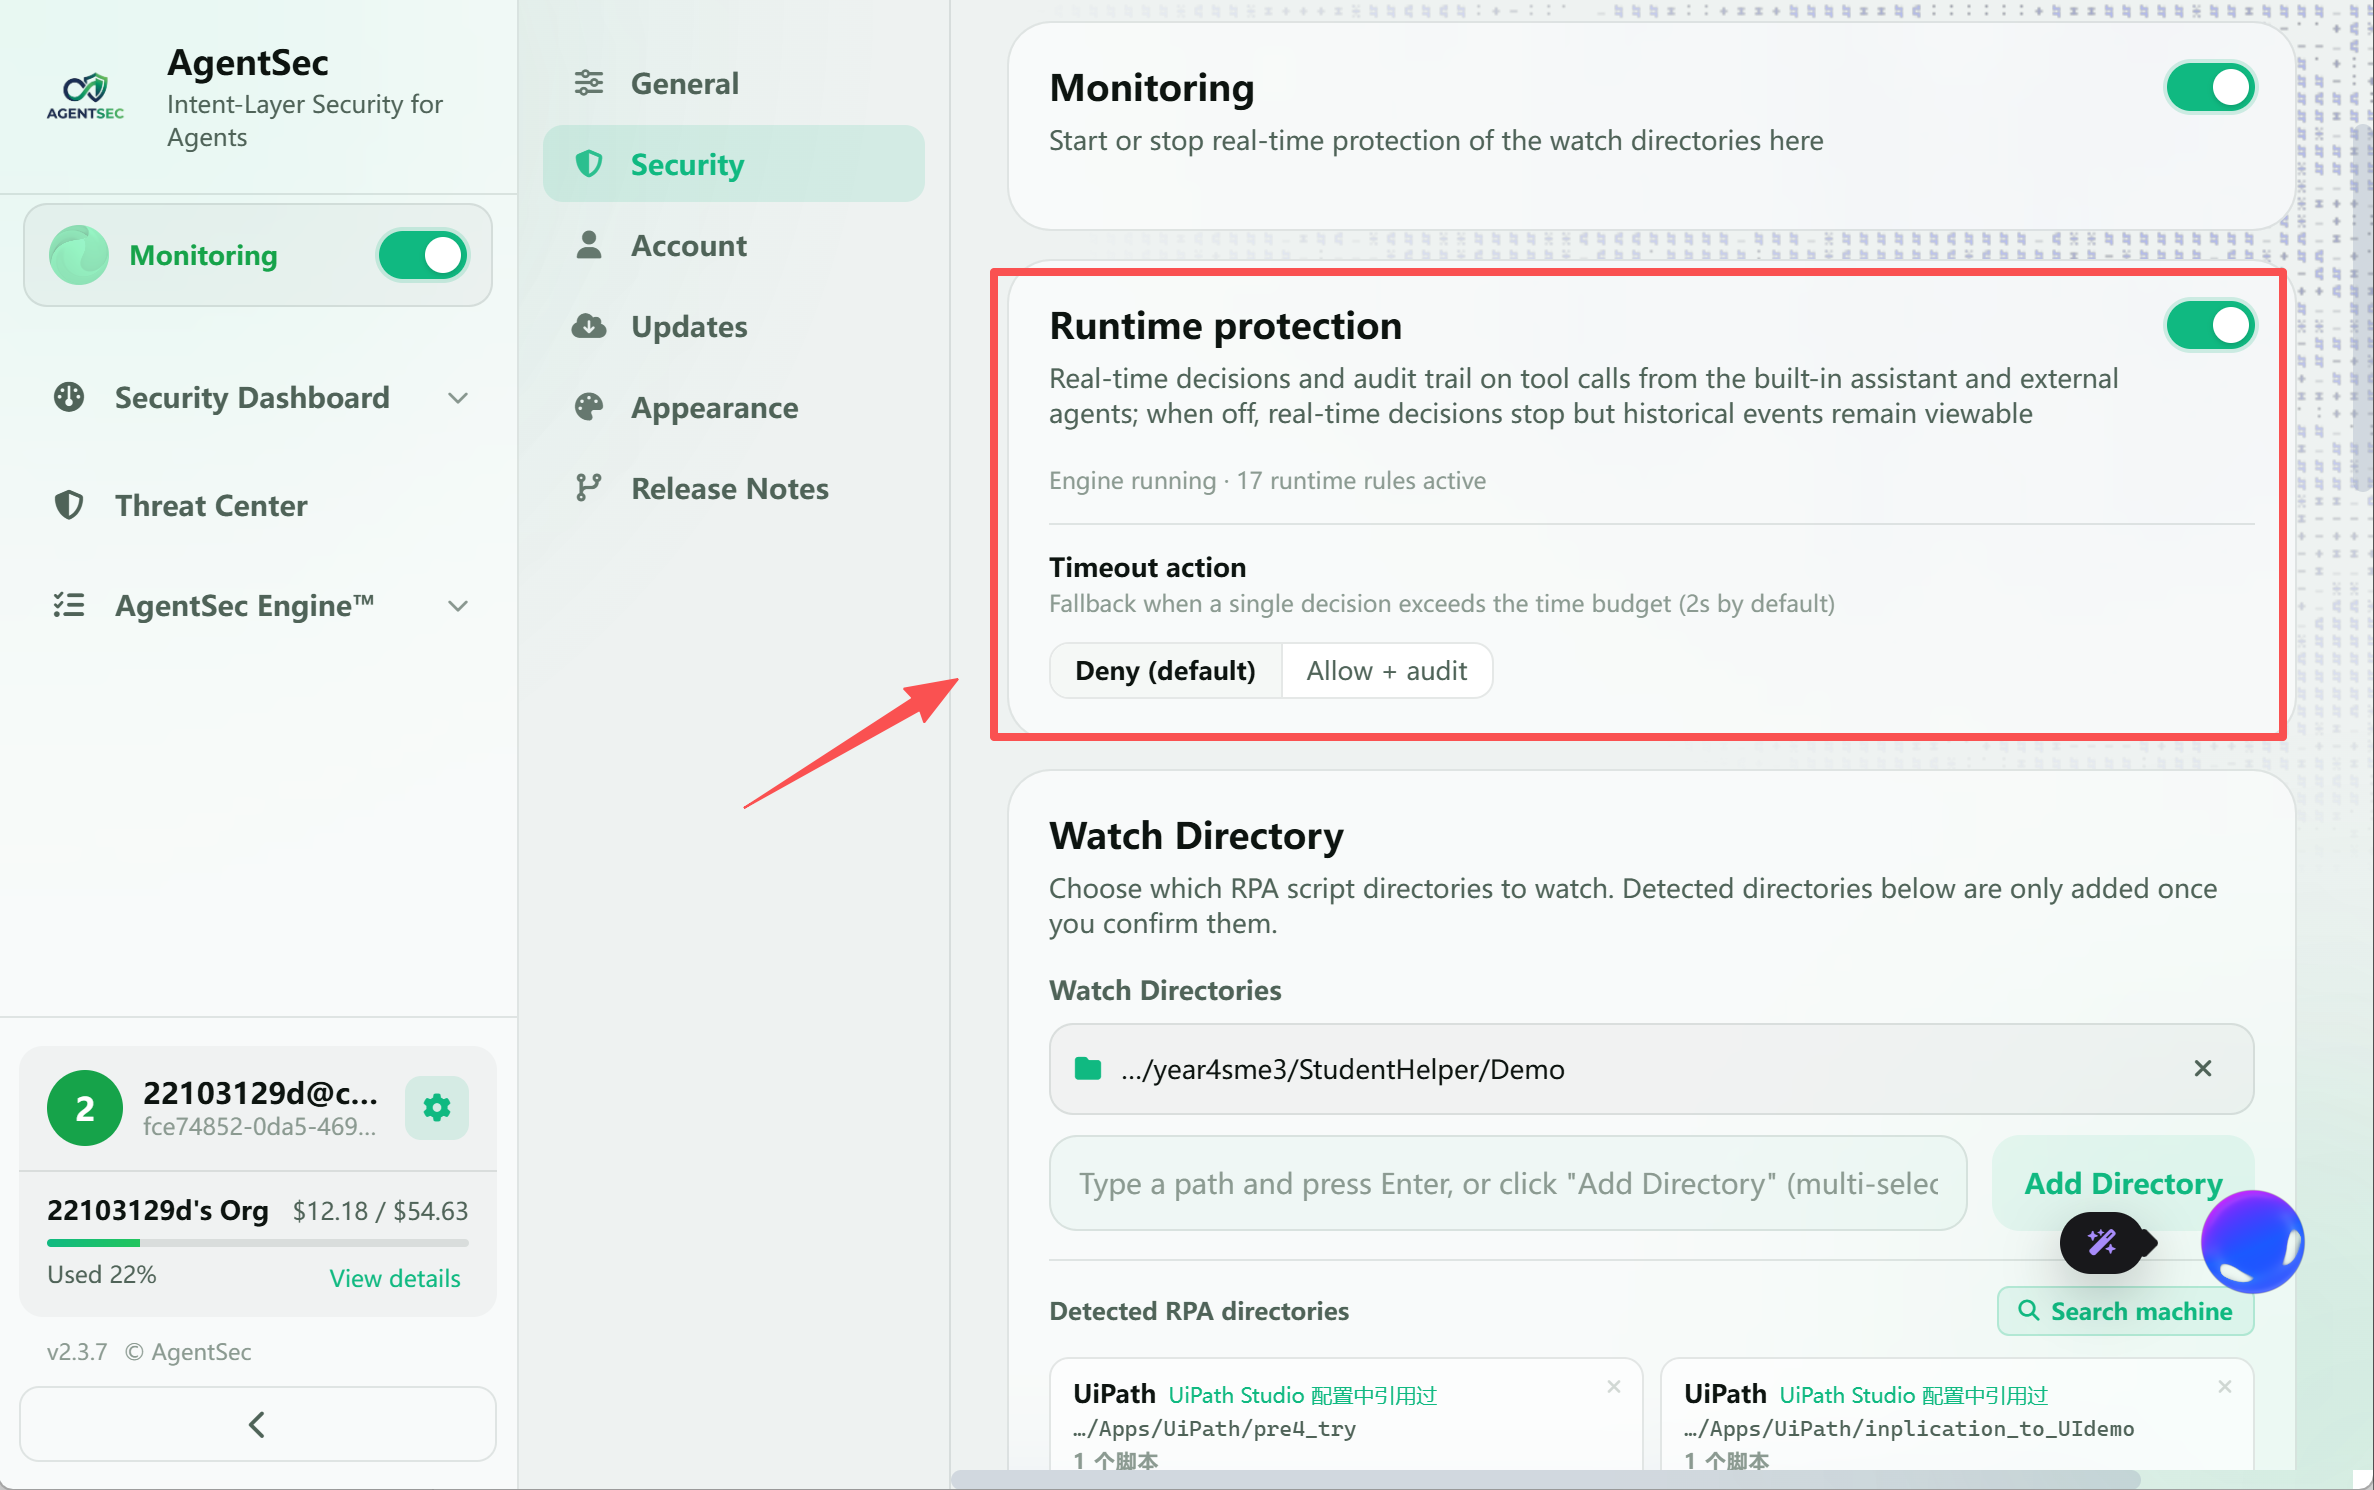 AgentSec
Intent-Layer Security for
Agents
AGENTSEC
Monitoring
Security Dashboard
Threat Center
AgentSec Engine™
2
22103129d@c...
fce74852-0da5-469...
22103129d's Org $12.18 / $54.63
Used 22% View details
v2.3.7 © AgentSec
General
Security
Account
Updates
Appearance
Release Notes
Monitoring
Start or stop real-time protection of the watch directories here
Runtime protection
Real-time decisions and audit trail on tool calls from the built-in assistant and external
agents; when off, real-time decisions stop but historical events remain viewable
Engine running · 17 runtime rules active
Timeout action
Fallback when a single decision exceeds the time budget (2s by default)
Deny (default) Allow + audit
Watch Directory
Choose which RPA script directories to watch. Detected directories below are only added once
you confirm them.
Watch Directories
.../year4sme3/StudentHelper/Demo
Type a path and press Enter, or click "Add Directory" (multi-selec
Add Directory
Detected RPA directories
Search machine
UiPath UiPath Studio 配置中引用过
…/Apps/UiPath/pre4_try
1 个脚本
UiPath UiPath Studio 配置中引用过
…/Apps/UiPath/inplication_to_UIdemo
1 个脚本